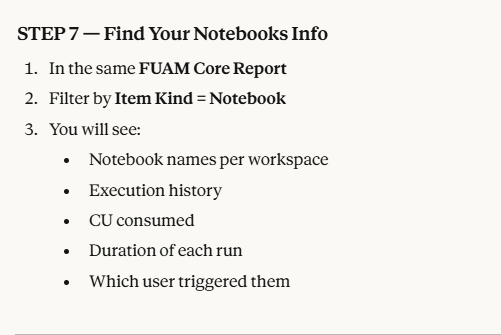 STEP 7 — Find Your Notebooks Info
1. In the same FUAM Core Report
2. Filter by Item Kind = Notebook
3. You will see:
• Notebook names per workspace
• Execution history
• CU consumed
• Duration of each run
• Which user triggered them